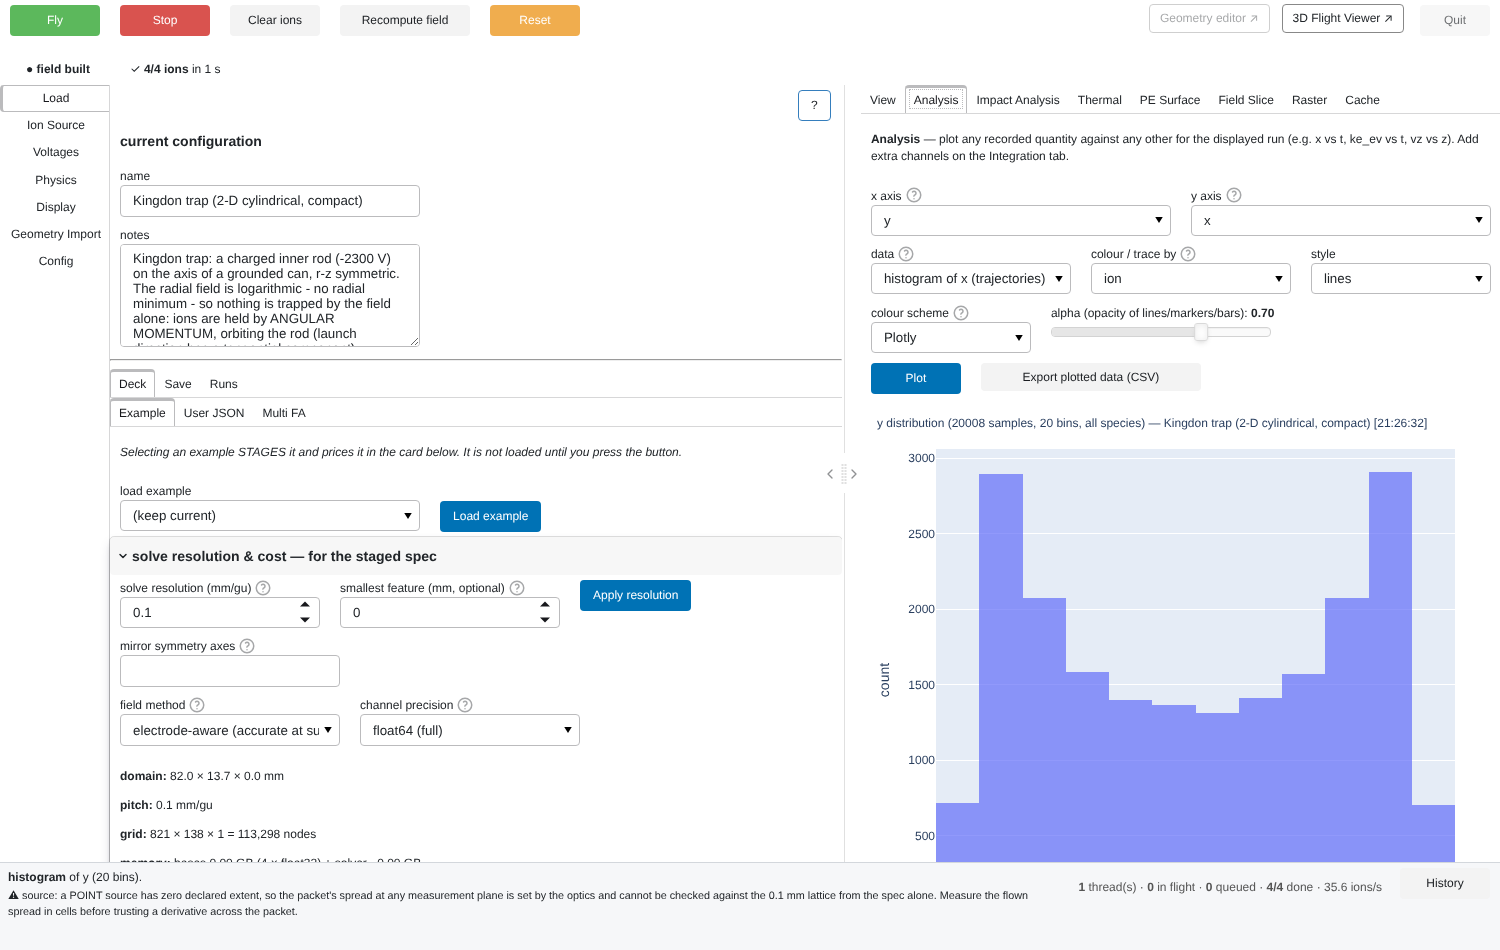 Fly
Stop
Clear ions
Recompute field
Reset
Geometry editor ↗
3D Flight Viewer ↗
Quit
● field built
✓ 4/4 ions in 1 s
Load
Ion Source
Voltages
Physics
Display
Geometry Import
Config
?
current configuration
name
Kingdon trap (2-D cylindrical, compact)
notes
Kingdon trap: a charged inner rod (-2300 V)
on the axis of a grounded can, r-z symmetric.
The radial field is logarithmic - no radial
minimum - so nothing is trapped by the field
alone: ions are held by ANGULAR
MOMENTUM, orbiting the rod (launch
Deck
Save
Runs
Example
User JSON
Multi FA
Selecting an example STAGES it and prices it in the card below. It is not loaded until you press the button.
load example
(keep current)
Load example
solve resolution & cost — for the staged spec
solve resolution (mm/gu) ?
smallest feature (mm, optional) ?
0.1
0
Apply resolution
mirror symmetry axes ?
field method ?
channel precision ?
electrode-aware (accurate at su
float64 (full)
domain: 82.0 × 13.7 × 0.0 mm
pitch: 0.1 mm/gu
grid: 821 × 138 × 1 = 113,298 nodes
View
Analysis
Impact Analysis
Thermal
PE Surface
Field Slice
Raster
Cache
Analysis — plot any recorded quantity against any other for the displayed run (e.g. x vs t, ke_ev vs t, vz vs z). Add
extra channels on the Integration tab.
x axis ?
y axis ?
y
x
data ?
colour / trace by ?
style
histogram of x (trajectories)
ion
lines
colour scheme ?
alpha (opacity of lines/markers/bars): 0.70
Plotly
Plot
Export plotted data (CSV)
y distribution (20008 samples, 20 bins, all species) — Kingdon trap (2-D cylindrical, compact) [21:26:32]
3000
2500
2000
1500
1000
500
count
histogram of y (20 bins).
⚠ source: a POINT source has zero declared extent, so the packet's spread at any measurement plane is set by the optics and cannot be checked against the 0.1 mm lattice from the spec alone. Measure the flown
spread in cells before trusting a derivative across the packet.
1 thread(s) · 0 in flight · 0 queued · 4/4 done · 35.6 ions/s
History